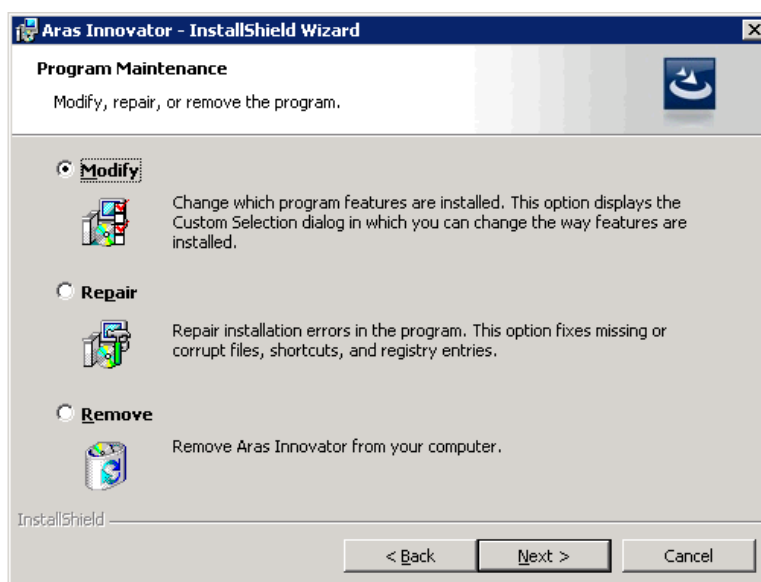 Aras Innovator - InstallShield Wizard
Program Maintenance
Modify, repair, or remove the program.
Modify
Change which program features are installed. This option displays the
Custom Selection dialog in which you can change the way features are
installed.
Repair
Repair installation errors in the program. This option fixes missing or
corrupt files, shortcuts, and registry entries.
Remove
Remove Aras Innovator from your computer.
InstallShield
< Back
Next >
Cancel